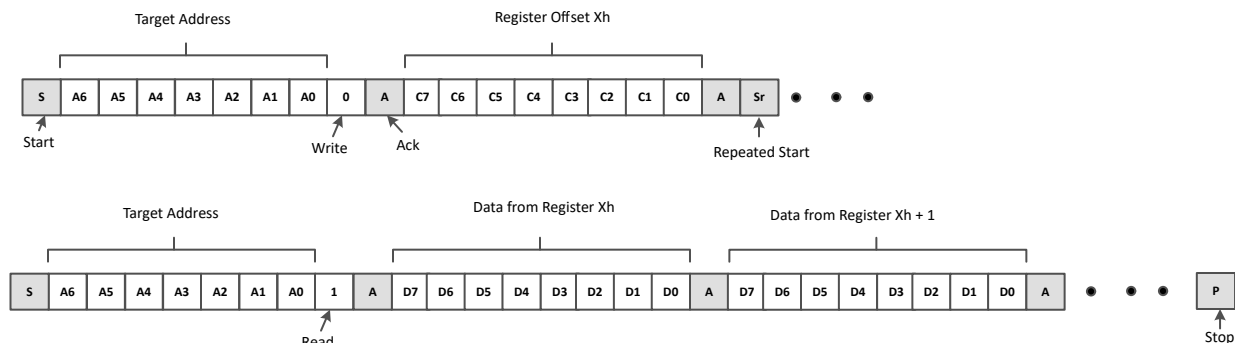 Target Address Register Offset Xh
S A6 A5 A4 A3 A2 A1 A0 0 A C7 C6 C5 C4 C3 C2 C1 C0 A Sr
Start Write Ack Repeated Start
Target Address Data from Register Xh Data from Register Xh + 1
S A6 A5 A4 A3 A2 A1 A0 1 A D7 D6 D5 D4 D3 D2 D1 D0 A D7 D6 D5 D4 D3 D2 D1 D0 A P
Read Stop